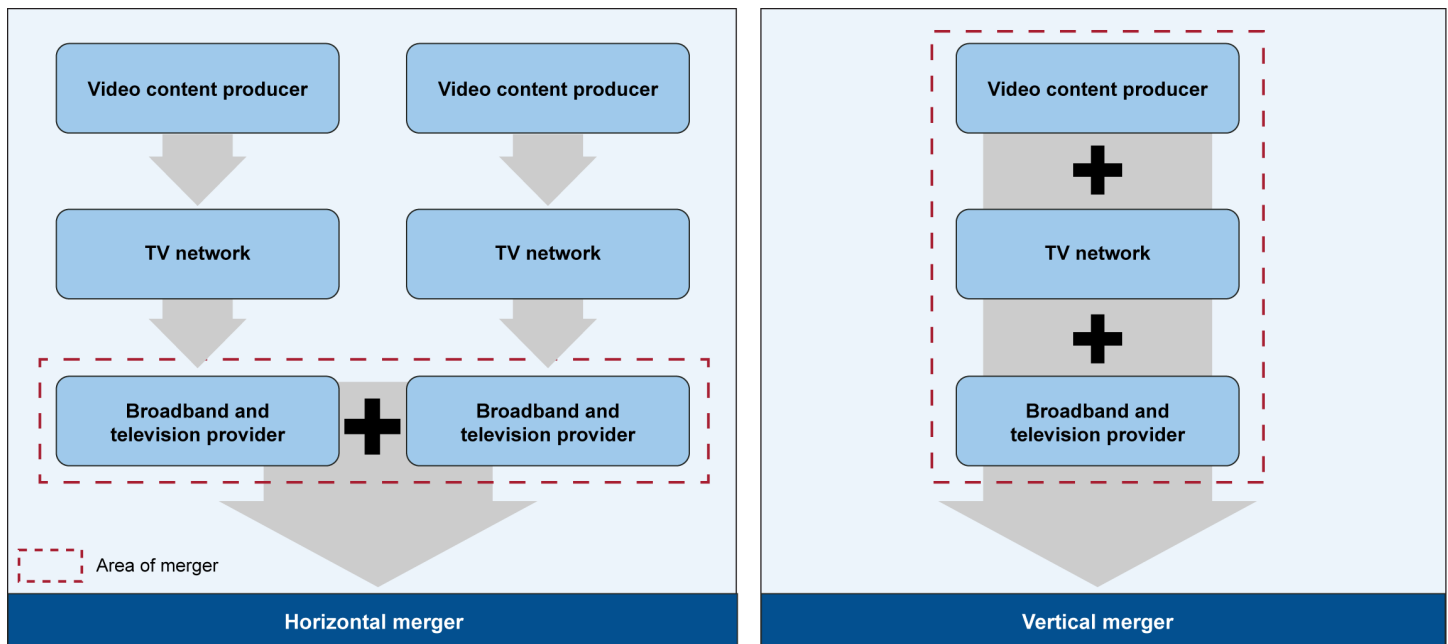 Video content producer
Video content producer
TV network
TV network
Broadband and
television provider
Broadband and
television provider
Area of merger
Horizontal merger
Video content producer
TV network
Broadband and
television provider
Vertical merger